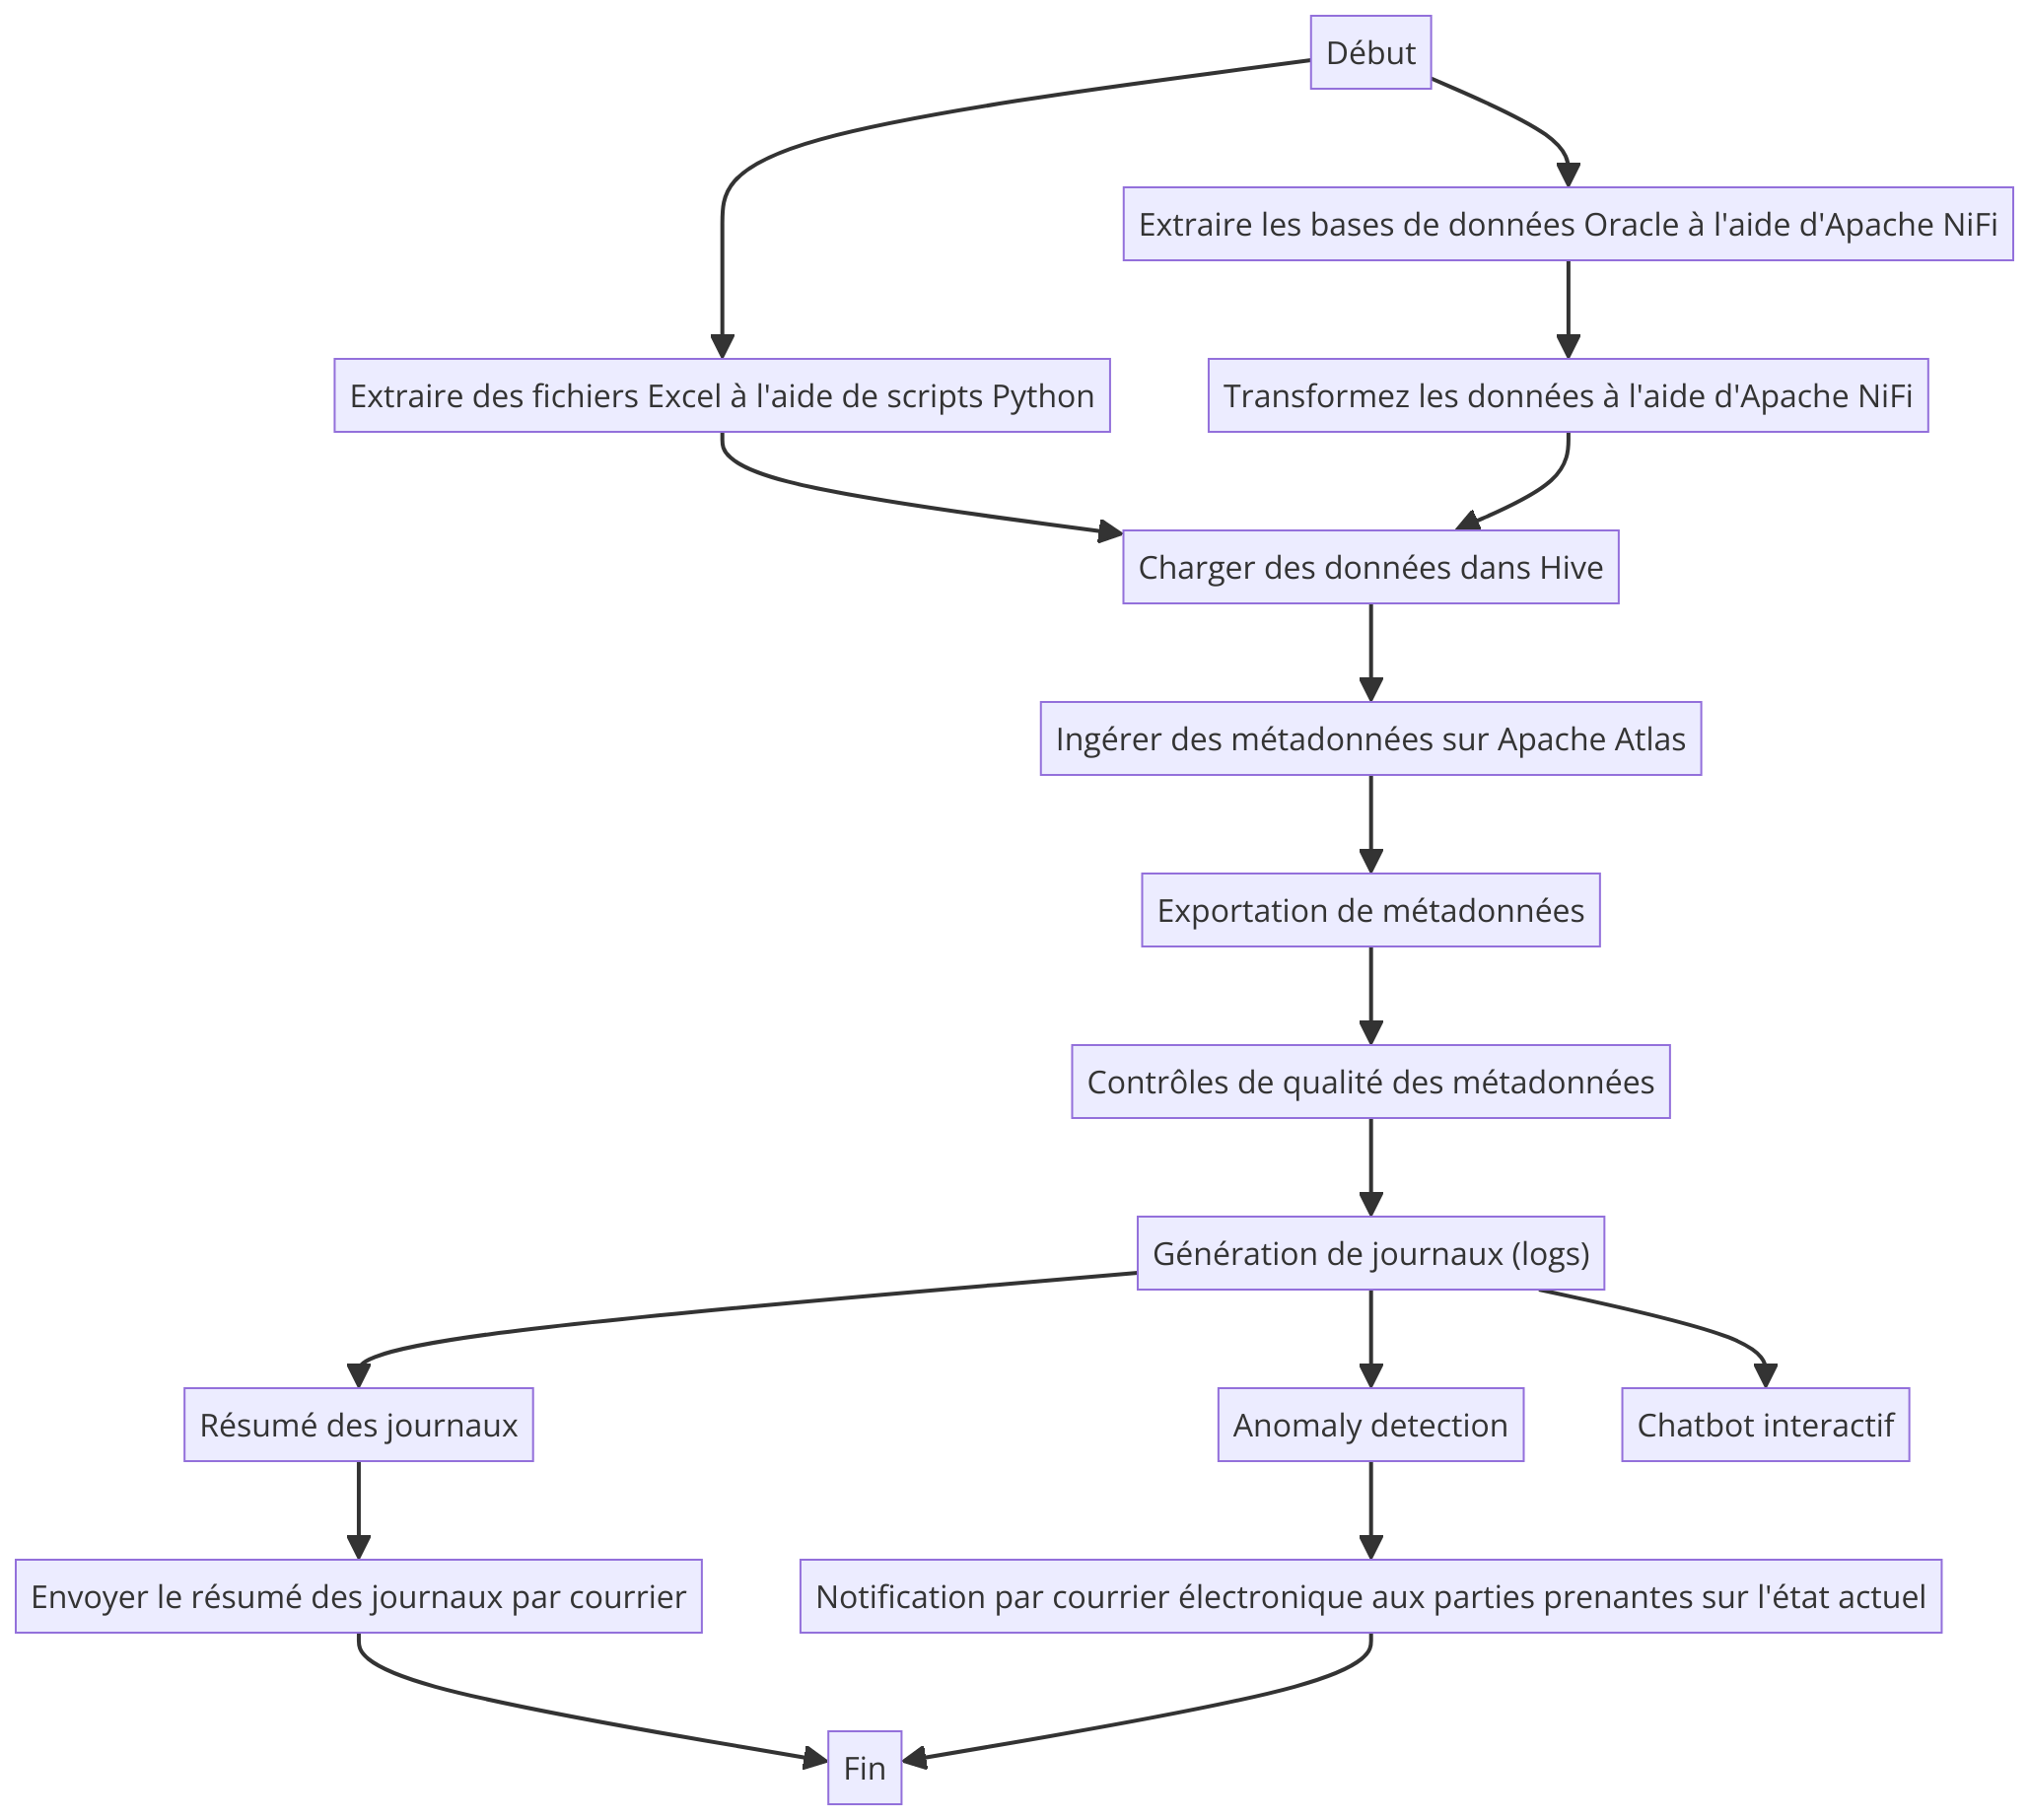 Début
Extraire les bases de données Oracle à l'aide d'Apache NiFi
Extraire des fichiers Excel à l'aide de scripts Python
Transformez les données à l'aide d'Apache NiFi
Charger des données dans Hive
Ingérer des métadonnées sur Apache Atlas
Exportation de métadonnées
Contrôles de qualité des métadonnées
Génération de journaux (logs)
Résumé des journaux
Anomaly detection
Chatbot interactif
Envoyer le résumé des journaux par courrier
Notification par courrier électronique aux parties prenantes sur l'état actuel
Fin